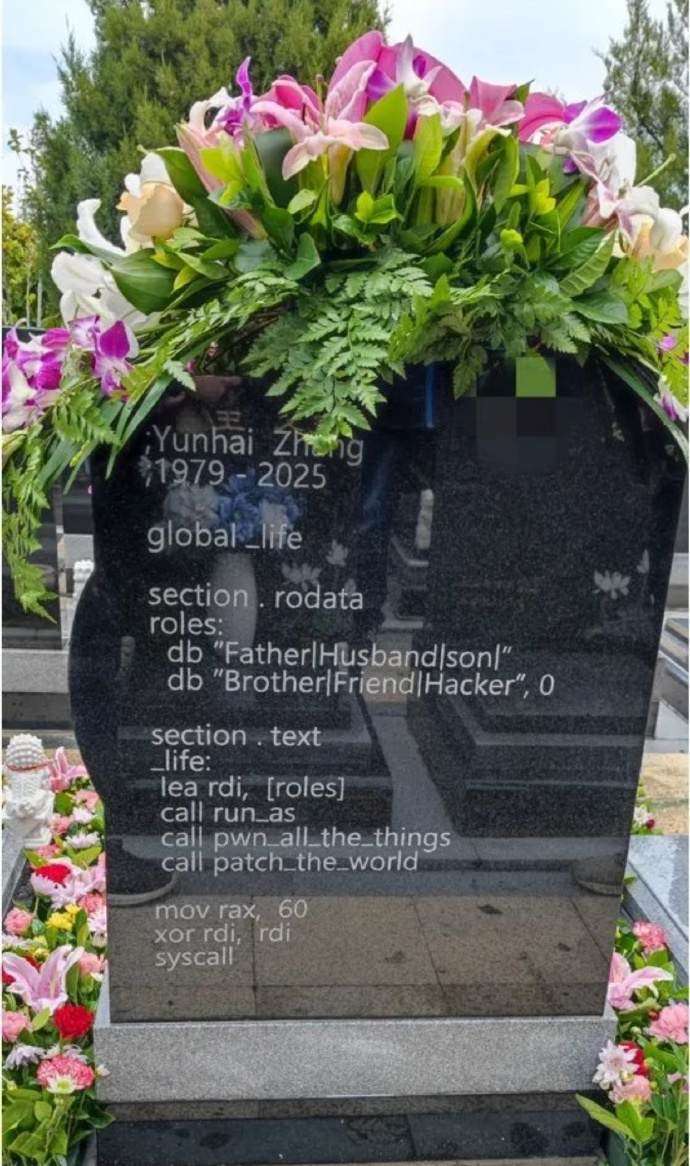 ;Yunhai Zhang
;1979 - 2025
global _life
section . rodata
roles:
db "Father|Husband|son|"
db "Brother|Friend|Hacker", 0
section . text
_life:
lea rdi, [roles]
call run_as
call pwn_all_the_things
call patch_the_world
mov rax, 60
xor rdi, rdi
syscall